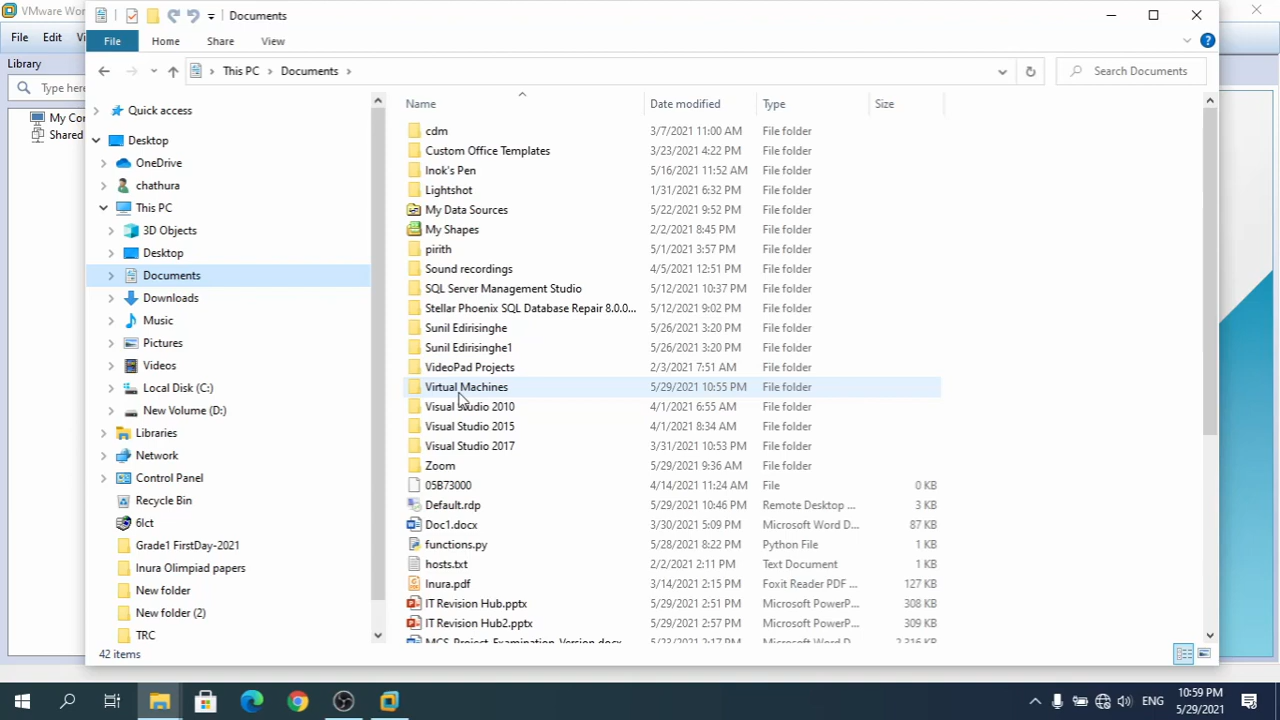 VMware Wor
Documents
File Edit Vi
File Home Share View
Library
This PC Documents
Search Documents
Type here
My Co
Shared
Quick access
Desktop
OneDrive
chathura
This PC
3D Objects
Desktop
Documents
Downloads
Music
Pictures
Videos
Local Disk (C:)
New Volume (D:)
Libraries
Network
Control Panel
Recycle Bin
6Ict
Grade1 FirstDay-2021
Inura Olimpiad papers
New folder
New folder (2)
TRC
Name Date modified Type Size
cdm 3/7/2021 11:00 AM File folder
Custom Office Templates 3/23/2021 4:22 PM File folder
Inok's Pen 5/16/2021 11:52 AM File folder
Lightshot 1/31/2021 6:32 PM File folder
My Data Sources 5/22/2021 9:52 PM File folder
My Shapes 2/2/2021 8:45 PM File folder
pirith 5/1/2021 3:57 PM File folder
Sound recordings 4/5/2021 12:51 PM File folder
SQL Server Management Studio 5/12/2021 10:37 PM File folder
Stellar Phoenix SQL Database Repair 8.0.0... 5/12/2021 9:02 PM File folder
Sunil Edirisinghe 5/26/2021 3:20 PM File folder
Sunil Edirisinghe1 5/26/2021 3:20 PM File folder
VideoPad Projects 2/3/2021 7:51 AM File folder
Virtual Machines 5/29/2021 10:55 PM File folder
Visual Studio 2010 4/1/2021 6:55 AM File folder
Visual Studio 2015 4/1/2021 8:34 AM File folder
Visual Studio 2017 3/31/2021 10:53 PM File folder
Zoom 5/29/2021 9:36 AM File folder
05B73000 4/14/2021 11:24 AM File 0 KB
Default.rdp 5/29/2021 10:46 PM Remote Desktop ... 3 KB
Doc1.docx 3/30/2021 5:09 PM Microsoft Word D... 87 KB
functions.py 5/28/2021 8:22 PM Python File 1 KB
hosts.txt 2/2/2021 2:11 PM Text Document 1 KB
Inura.pdf 3/14/2021 2:15 PM Foxit Reader PDF ... 127 KB
IT Revision Hub.pptx 5/29/2021 2:51 PM Microsoft PowerP... 308 KB
IT Revision Hub2.pptx 5/29/2021 2:57 PM Microsoft PowerP... 309 KB
MCS-Project-Examination-Version.docx 5/23/2021 2:17 PM Microsoft Word D... 2,316 KB
42 items
ENG
10:59 PM
5/29/2021